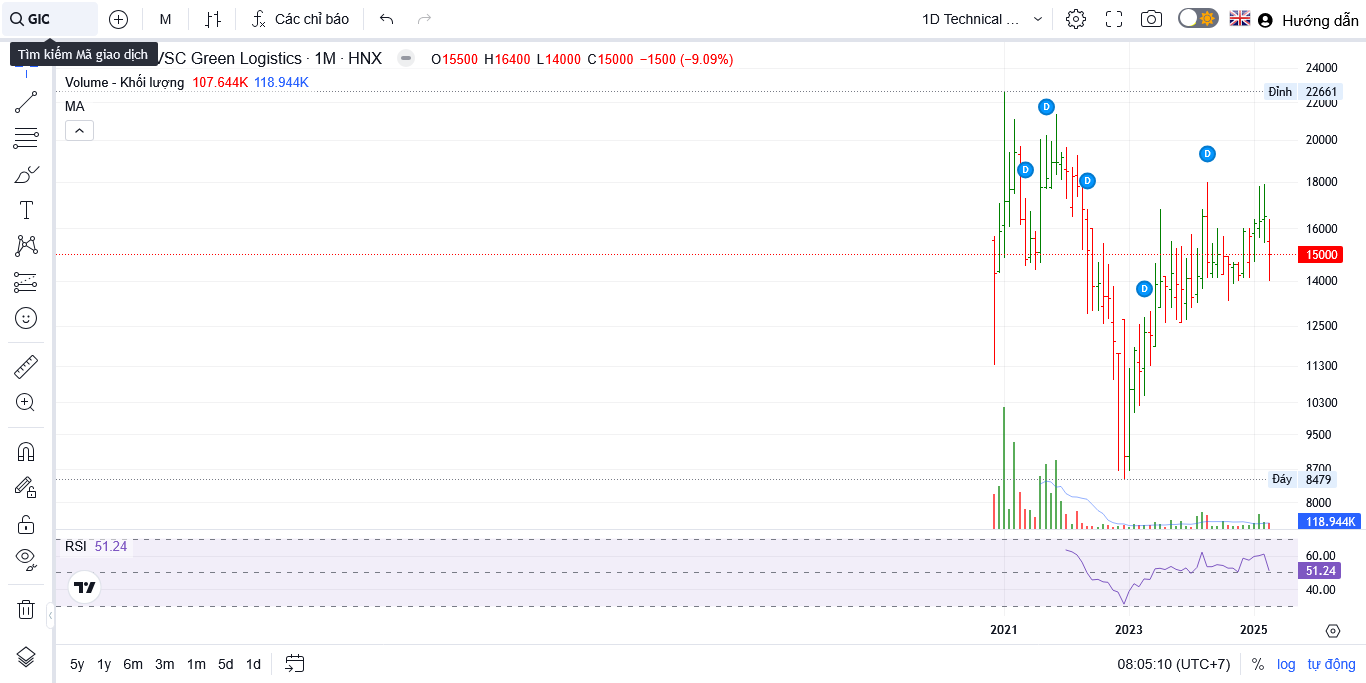 GIC
M
Các chỉ báo
1D Technical ...
Hướng dẫn
Tìm kiếm Mã giao dịch
VSC Green Logistics · 1M · HNX
O15500 H16400 L14000 C15000 −1500 (−9.09%)
Volume - Khối lượng 107.644K 118.944K
MA
24000
Đỉnh 22661
22000
20000
18000
16000
15000
14000
12500
11300
10300
9500
8700
Đáy 8479
8000
118.944K
D
D
D
D
D
RSI 51.24
60.00
51.24
40.00
2021 2023 2025
5y 1y 6m 3m 1m 5d 1d
08:05:10 (UTC+7)
% log tự động